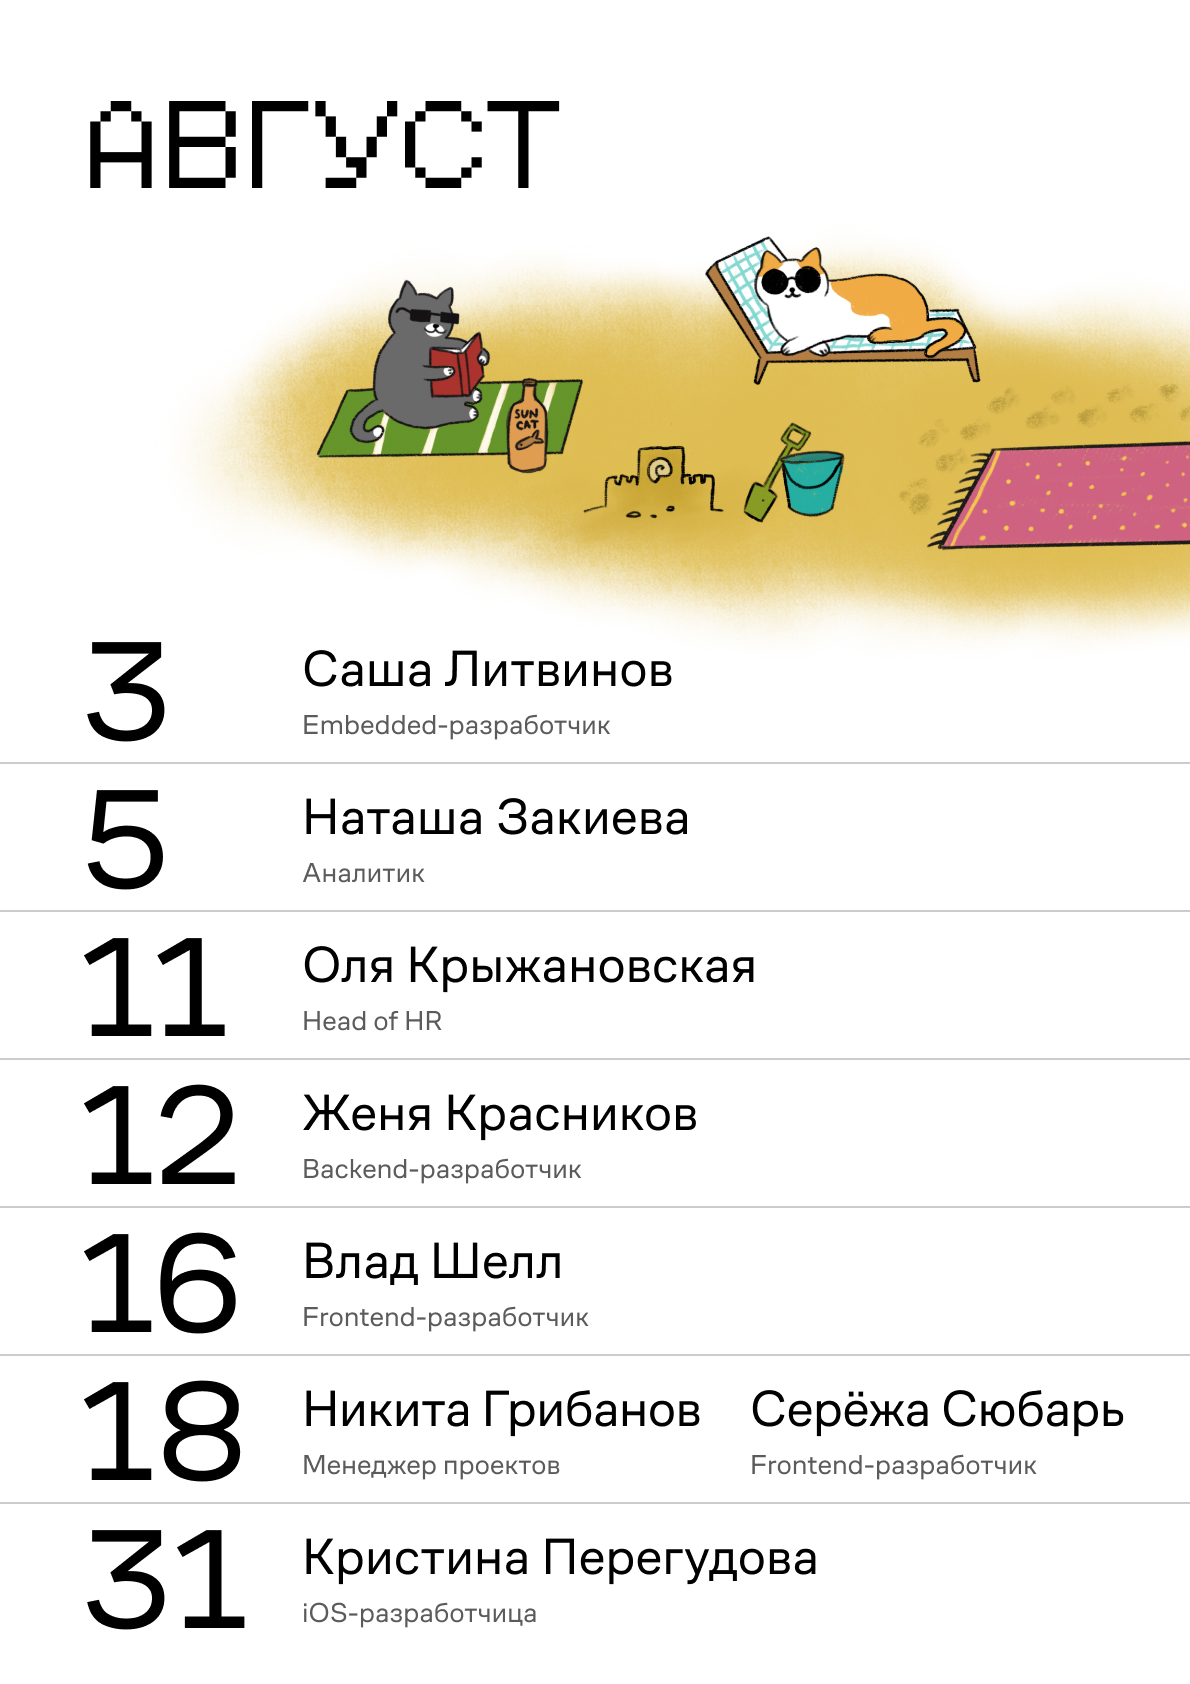 АВГУСТ
SUN
CAT
3
Саша Литвинов
Embedded-разработчик
5
Наташа Закиева
Аналитик
11
Оля Крыжановская
Head of HR
12
Женя Красников
Backend-разработчик
16
Влад Шелл
Frontend-разработчик
18
Никита Грибанов
Менеджер проектов
Серёжа Сюбарь
Frontend-разработчик
31
Кристина Перегудова
iOS-разработчица